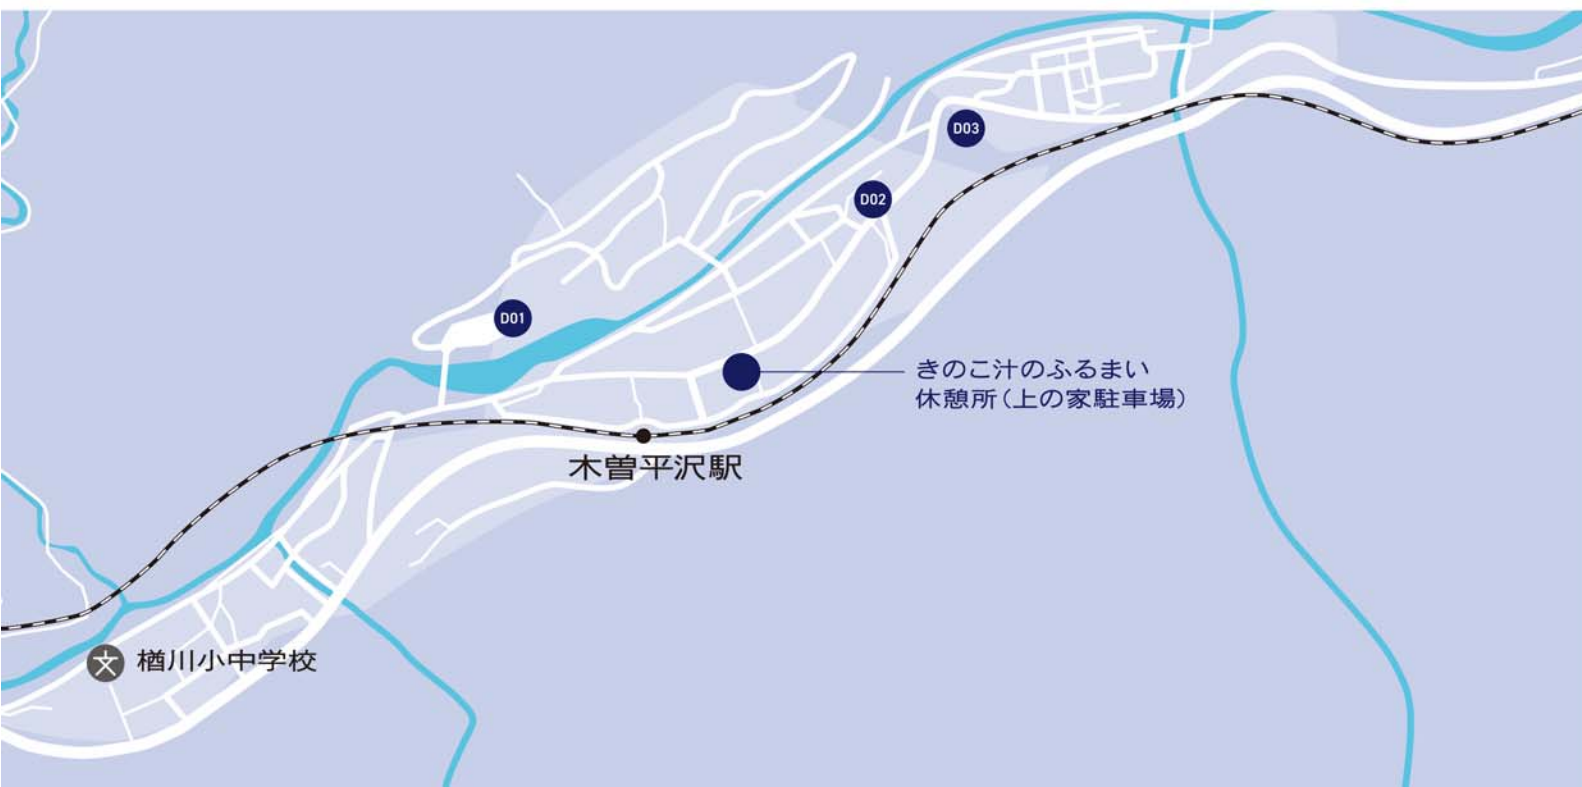 D03
D02
D01
きのこ汁のふるまい
休憩所(上の家駐車場)
木曽平沢駅
文
楢川小中学校